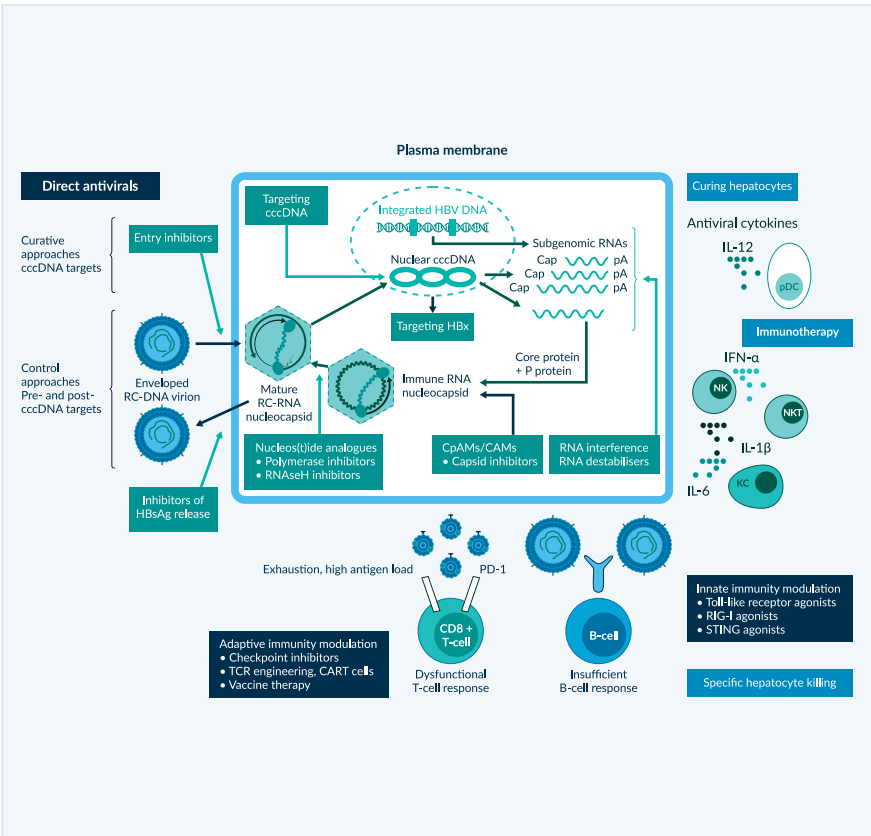 Plasma membrane
Direct antivirals
Curative
approaches
cccDNA targets
Entry inhibitors
Control
approaches
Pre- and post-
cccDNA targets
Enveloped
RC-DNA virion
Inhibitors of
HBsAg release
Targeting
cccDNA
Integrated HBV DNA
Nuclear cccDNA
Targeting HBx
Subgenomic RNAs
Cap pA
Cap pA
Cap pA
Core protein
+ P protein
Mature
RC-RNA
nucleocapsid
Immune RNA
nucleocapsid
Nucleos(t)ide analogues
• Polymerase inhibitors
• RNAseH inhibitors
CpAMs/CAMs
• Capsid inhibitors
RNA interference
RNA destabilisers
Curing hepatocytes
Antiviral cytokines
IL-12
pDC
Immunotherapy
IFN-α
NK
NKT
IL-1β
IL-6
KC
Exhaustion, high antigen load
PD-1
CD8 +
T-cell
B-cell
Dysfunctional
T-cell response
Insufficient
B-cell response
Adaptive immunity modulation
• Checkpoint inhibitors
• TCR engineering, CART cells
• Vaccine therapy
Innate immunity modulation
• Toll-like receptor agonists
• RIG-I agonists
• STING agonists
Specific hepatocyte killing